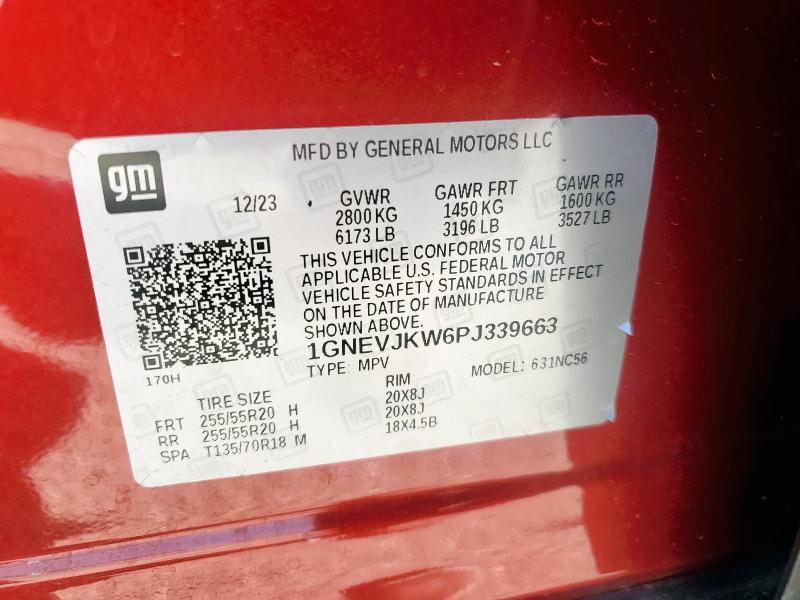 gm
MFD BY GENERAL MOTORS LLC
12/23 GVWR GAWR FRT GAWR RR
2800 KG 1450 KG 1600 KG
6173 LB 3196 LB 3527 LB
THIS VEHICLE CONFORMS TO ALL
APPLICABLE U.S. FEDERAL MOTOR
VEHICLE SAFETY STANDARDS IN EFFECT
ON THE DATE OF MANUFACTURE
SHOWN ABOVE.
1GNEVJKW6PJ339663
TYPE: MPV MODEL: 631NC56
170H
TIRE SIZE RIM
FRT 255/55R20 H 20X8J
RR 255/55R20 H 20X8J
SPA T135/70R18 M 18X4.5B